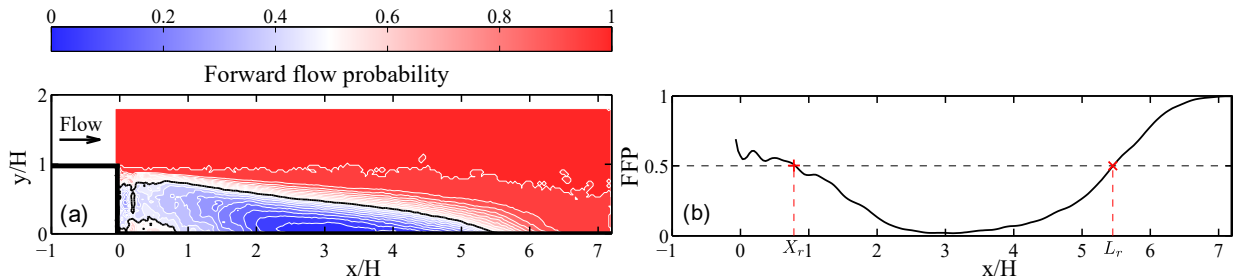 0 0.2 0.4 0.6 0.8 1
Forward flow probability
2
1
0
y/H
Flow
(a)
−1 0 1 2 3 4 5 6 7
x/H
1
0.5
0
FFP
(b)
−1 0 X_r 1 2 3 4 5 L_r 6 7
x/H